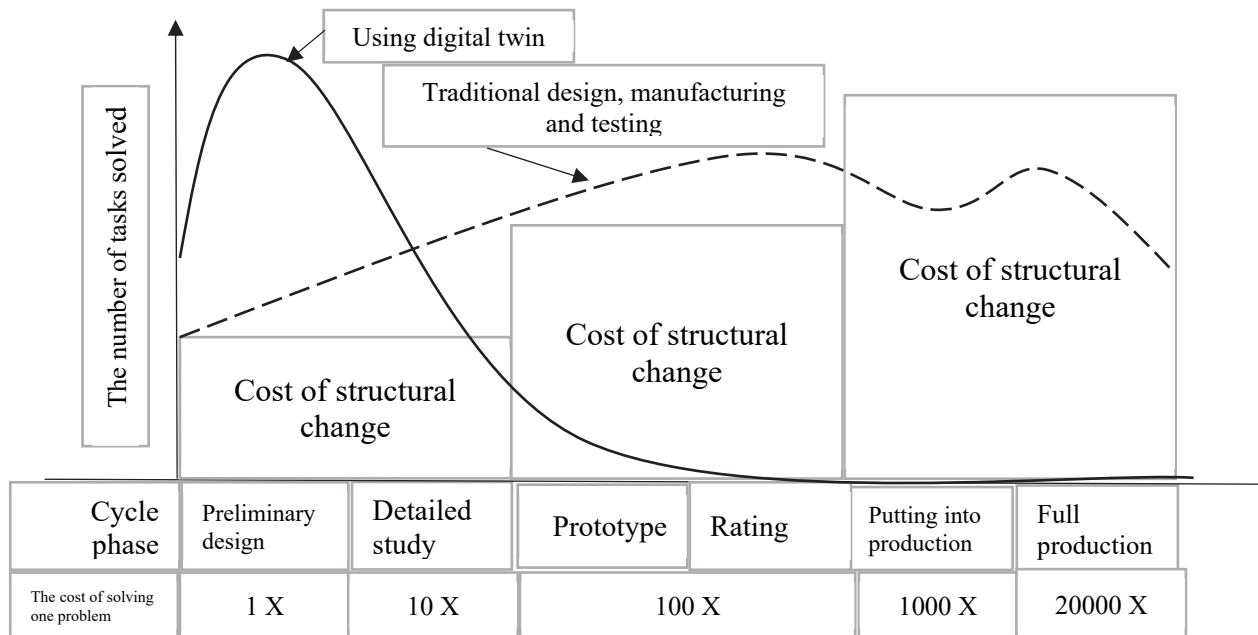 Using digital twin
Traditional design, manufacturing
and testing
The number of tasks solved
Cost of structural
change
Cost of structural
change
Cost of structural
change
Cycle
phase
Preliminary
design
Detailed
study
Prototype
Rating
Putting into
production
Full
production
The cost of solving
one problem
1 X
10 X
100 X
1000 X
20000 X